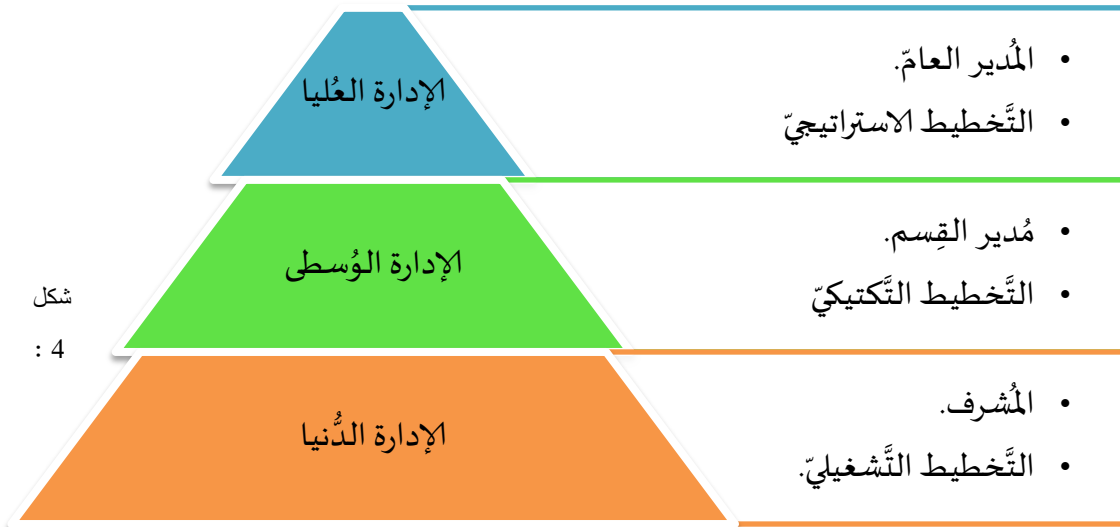 الإدارة العُليا
• المُدير العامّ.
• التَّخطيط الاستراتيجيّ
الإدارة الوُسطى
• مُدير القِسم.
• التَّخطيط التَّكتيكيّ
الإدارة الدُّنيا
• المُشرف.
• التَّخطيط التَّشغيليّ.
شكل
4 :